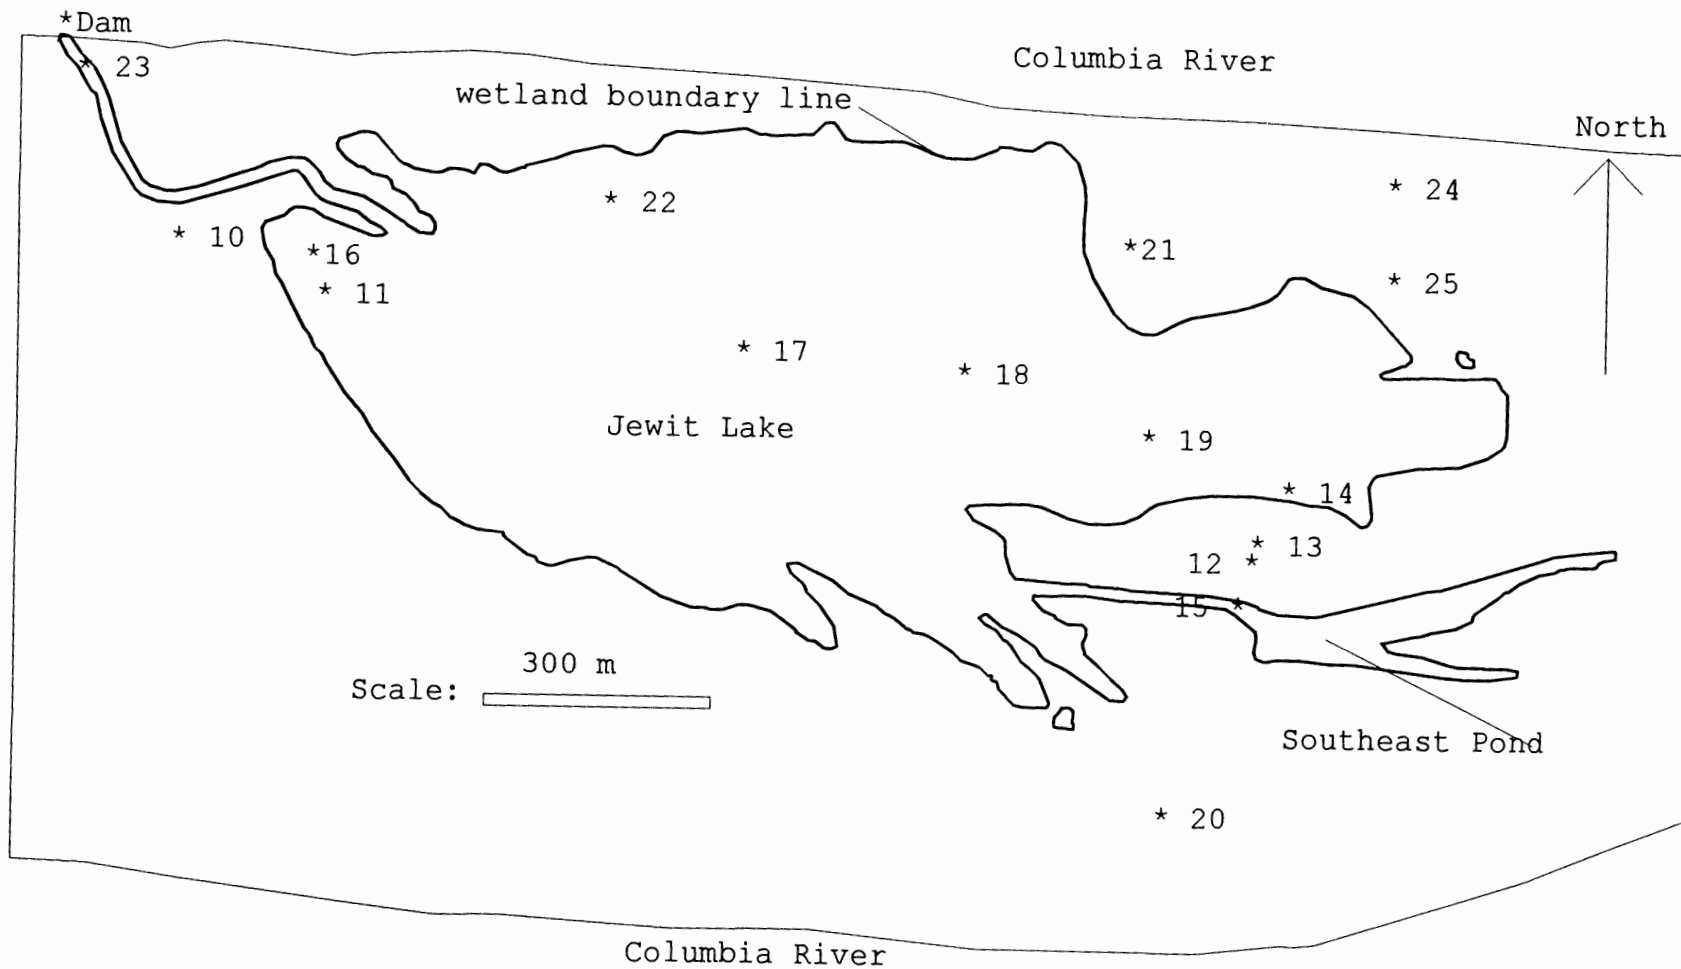 *Dam
* 23
Columbia River
wetland boundary line
North
* 24
* 22
* 10
*16
*21
* 11
* 25
* 17
* 18
Jewit Lake
* 19
* 14
* 13
12 *
15 *
300 m
Scale:
Southeast Pond
* 20
Columbia River